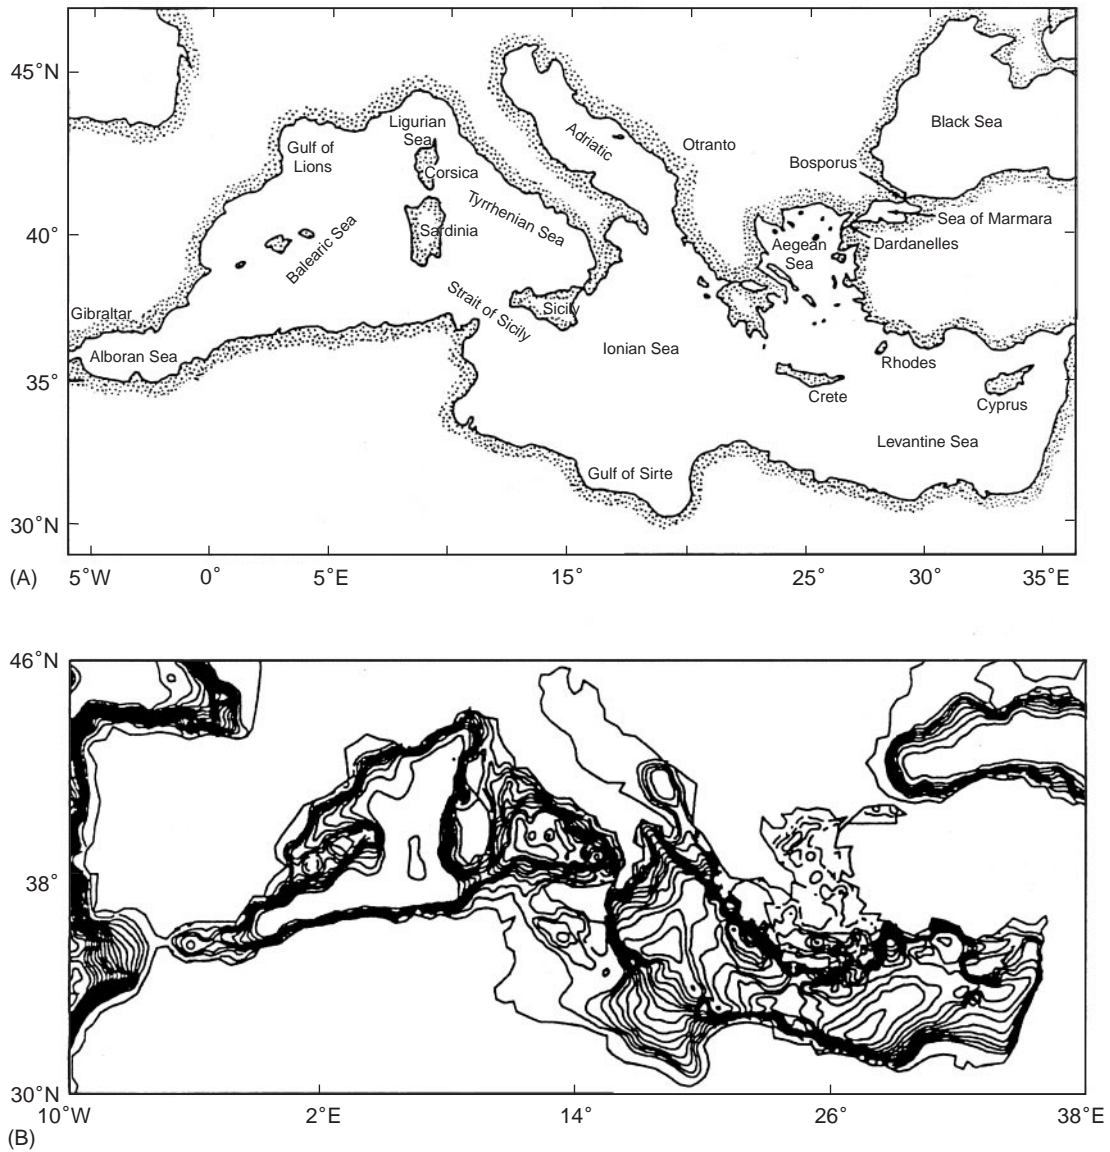 45°N
40°N
35°N
30°N
Ligurian
Sea
Gulf of
Lions
Corsica
Adriatic
Otranto
Black Sea
Bosporus
Tyrrhenian Sea
Sardinia
Balearic Sea
Sea of Marmara
Aegean
Sea
Dardanelles
Strait of Sicily
Sicily
Gibraltar
Alboran Sea
Ionian Sea
Rhodes
Crete
Cyprus
Levantine Sea
Gulf of Sirte
5°W 0° 5°E 15° 25° 30° 35°E
(A)
46°N
38°
30°N
10°W 2°E 14° 26° 38°E
(B)